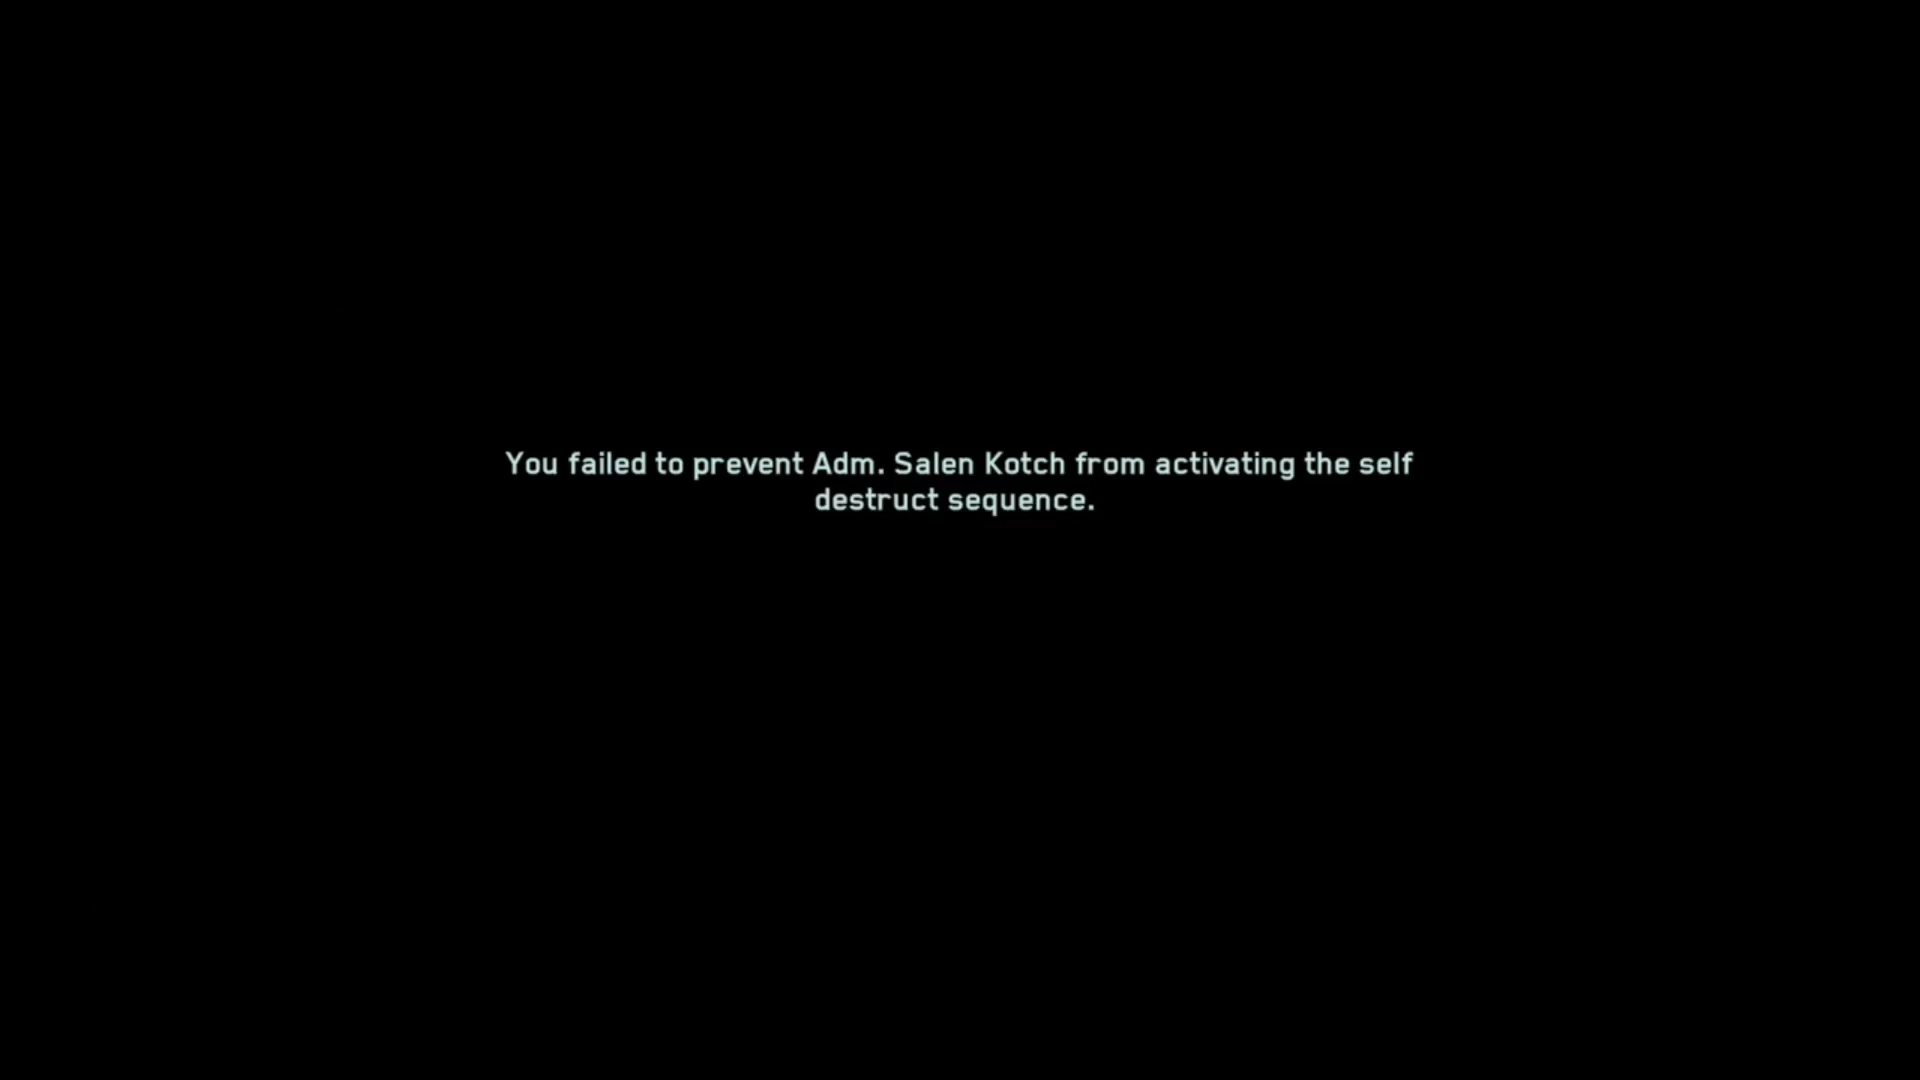 You failed to prevent Adm. Salen Kotch from activating the self
destruct sequence.